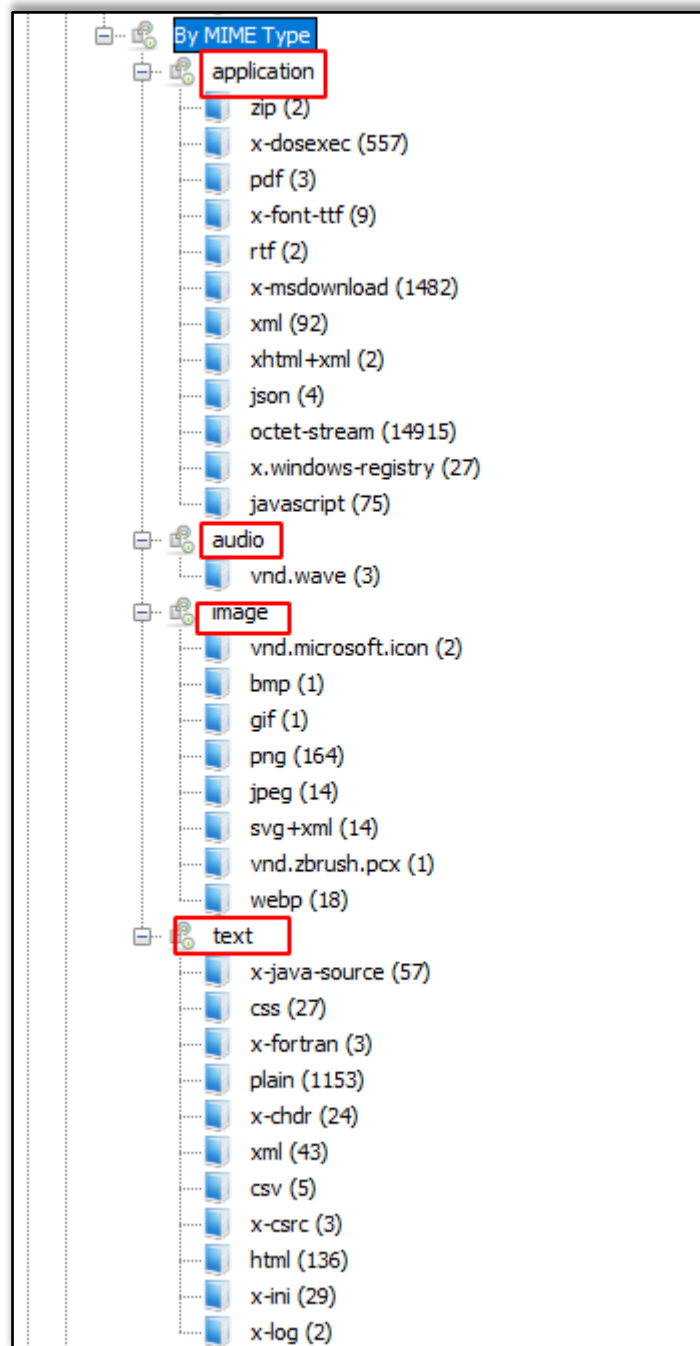 By MIME Type
application
zip (2)
x-dosexec (557)
pdf (3)
x-font-ttf (9)
rtf (2)
x-msdownload (1482)
xml (92)
xhtml+xml (2)
json (4)
octet-stream (14915)
x.windows-registry (27)
javascript (75)
audio
vnd.wave (3)
image
vnd.microsoft.icon (2)
bmp (1)
gif (1)
png (164)
jpeg (14)
svg+xml (14)
vnd.zbrush.pcx (1)
webp (18)
text
x-java-source (57)
css (27)
x-fortran (3)
plain (1153)
x-chdr (24)
xml (43)
csv (5)
x-csrc (3)
html (136)
x-ini (29)
x-log (2)